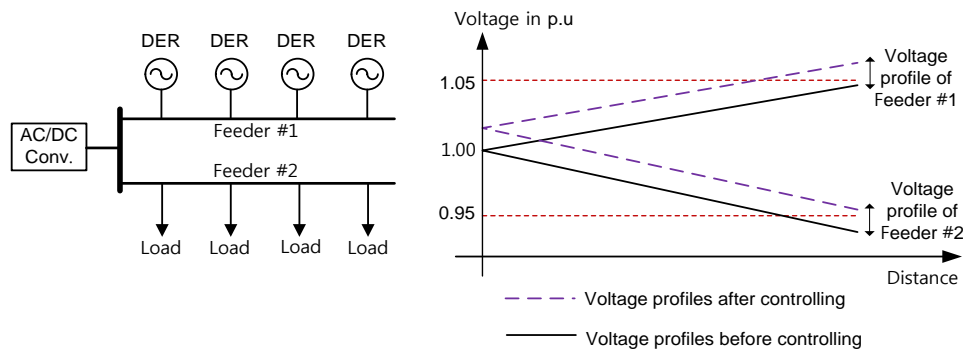 DER DER DER DER
AC/DC
Conv.
Feeder #1
Feeder #2
Load Load Load Load
Voltage in p.u
1.05
1.00
0.95
Voltage
profile of
Feeder #1
Voltage
profile of
Feeder #2
Distance
Voltage profiles after controlling
Voltage profiles before controlling